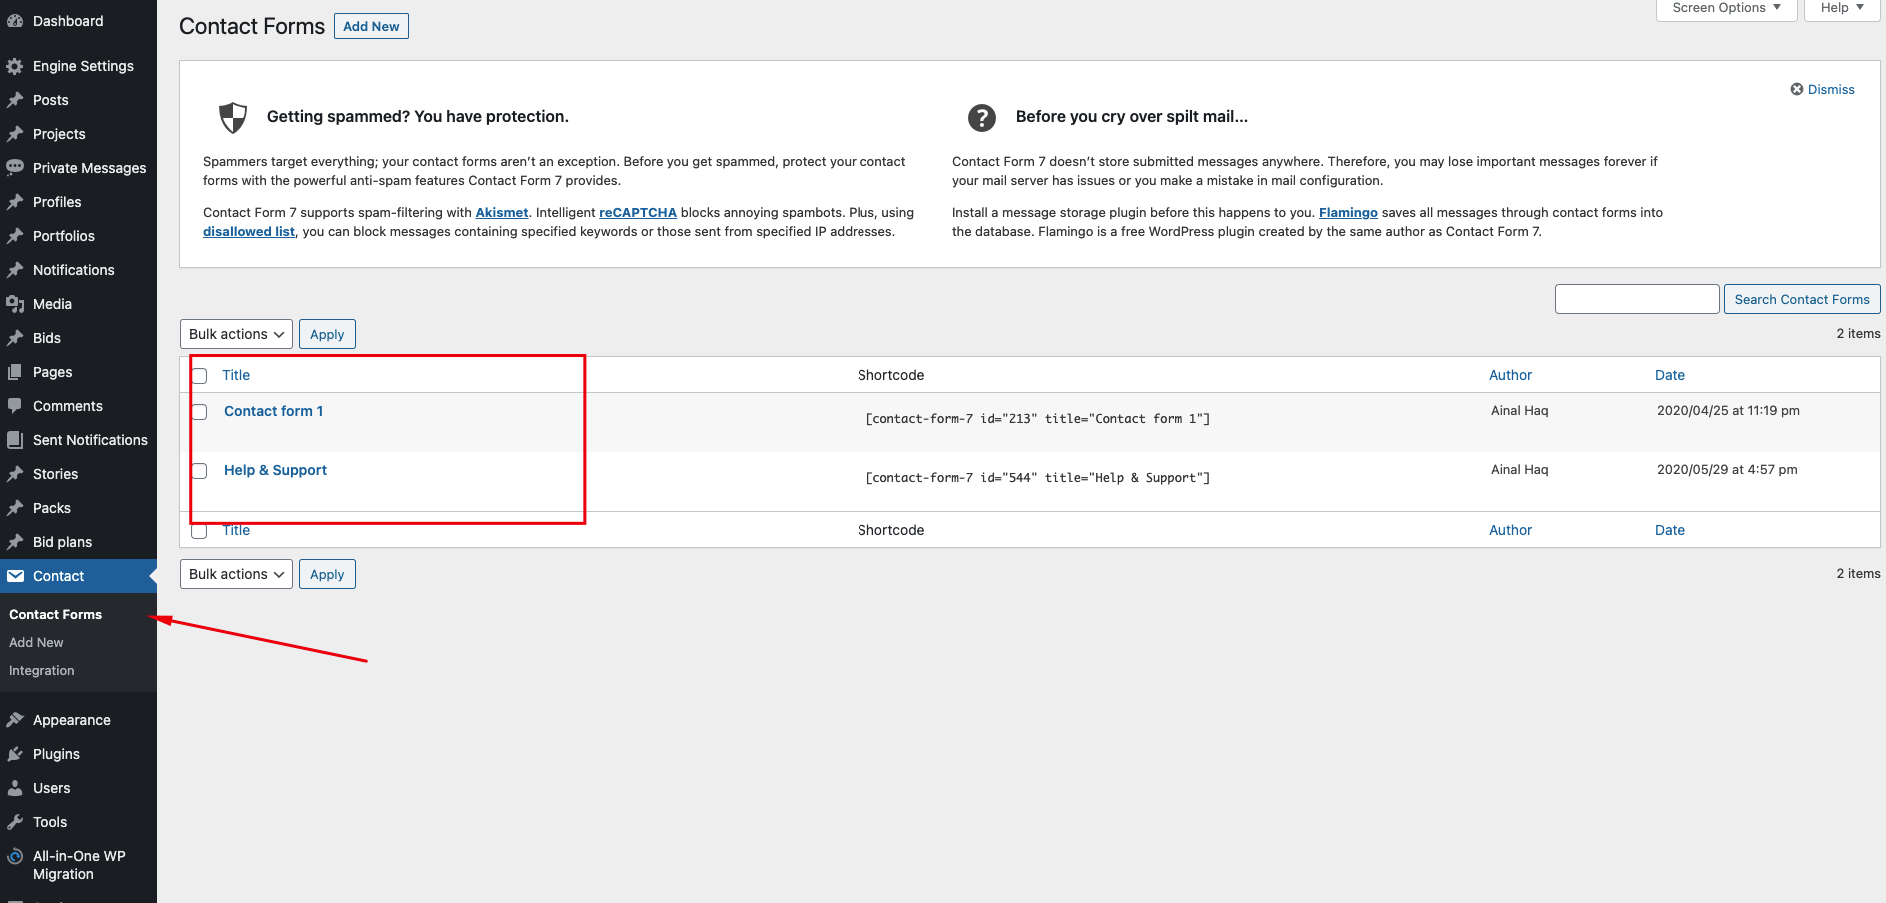 Dashboard
Engine Settings
Posts
Projects
Private Messages
Profiles
Portfolios
Notifications
Media
Bids
Pages
Comments
Sent Notifications
Stories
Packs
Bid plans
Contact
Contact Forms
Add New
Integration
Appearance
Plugins
Users
Tools
All-in-One WP
Migration
Contact Forms Add New
Screen Options Help
Dismiss
Getting spammed? You have protection.
Spammers target everything; your contact forms aren’t an exception. Before you get spammed, protect your contact
forms with the powerful anti-spam features Contact Form 7 provides.
Contact Form 7 supports spam-filtering with Akismet. Intelligent reCAPTCHA blocks annoying spambots. Plus, using
disallowed list, you can block messages containing specified keywords or those sent from specified IP addresses.
Before you cry over spilt mail...
Contact Form 7 doesn’t store submitted messages anywhere. Therefore, you may lose important messages forever if
your mail server has issues or you make a mistake in mail configuration.
Install a message storage plugin before this happens to you. Flamingo saves all messages through contact forms into
the database. Flamingo is a free WordPress plugin created by the same author as Contact Form 7.
Search Contact Forms
Bulk actions Apply 2 items
Title Shortcode Author Date
Contact form 1 [contact-form-7 id="213" title="Contact form 1"] Ainal Haq 2020/04/25 at 11:19 pm
Help & Support [contact-form-7 id="544" title="Help & Support"] Ainal Haq 2020/05/29 at 4:57 pm
Title Shortcode Author Date
Bulk actions Apply 2 items